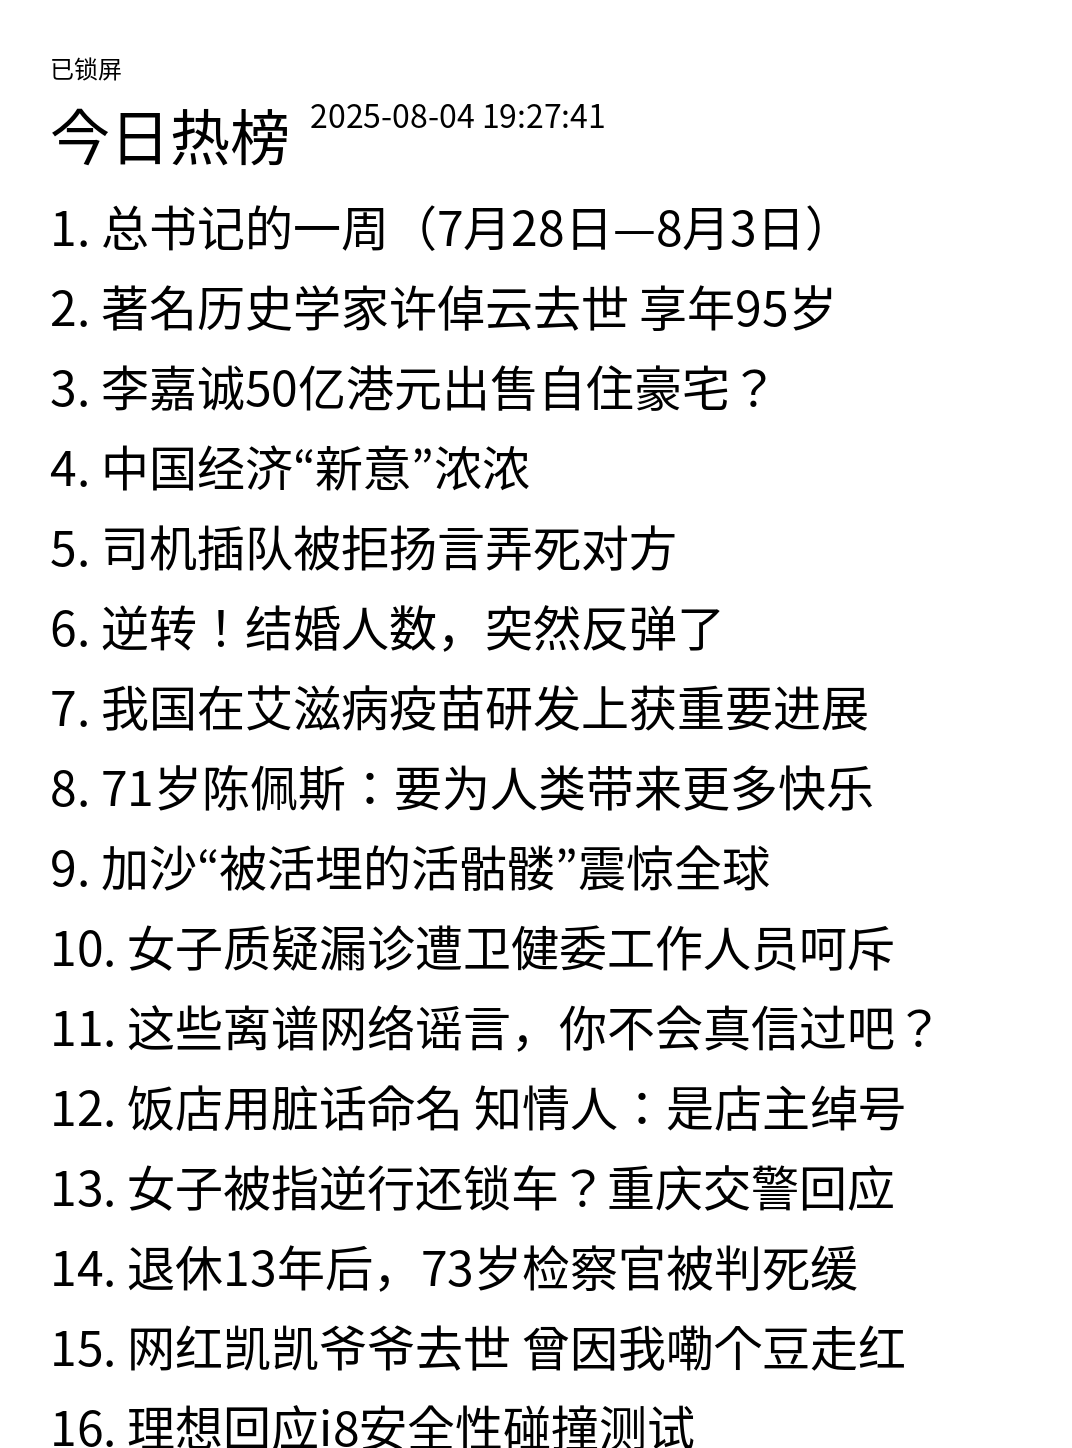 已锁屏
今日热榜 2025-08-04 19:27:41
1. 总书记的一周（7月28日—8月3日）
2. 著名历史学家许倬云去世 享年95岁
3. 李嘉诚50亿港元出售自住豪宅？
4. 中国经济“新意”浓浓
5. 司机插队被拒扬言弄死对方
6. 逆转！结婚人数，突然反弹了
7. 我国在艾滋病疫苗研发上获重要进展
8. 71岁陈佩斯：要为人类带来更多快乐
9. 加沙“被活埋的活骷髅”震惊全球
10. 女子质疑漏诊遭卫健委工作人员呵斥
11. 这些离谱网络谣言，你不会真信过吧？
12. 饭店用脏话命名 知情人：是店主绰号
13. 女子被指逆行还锁车？重庆交警回应
14. 退休13年后，73岁检察官被判死缓
15. 网红凯凯爷爷去世 曾因我嘞个豆走红
16. 理想回应i8安全性碰撞测试